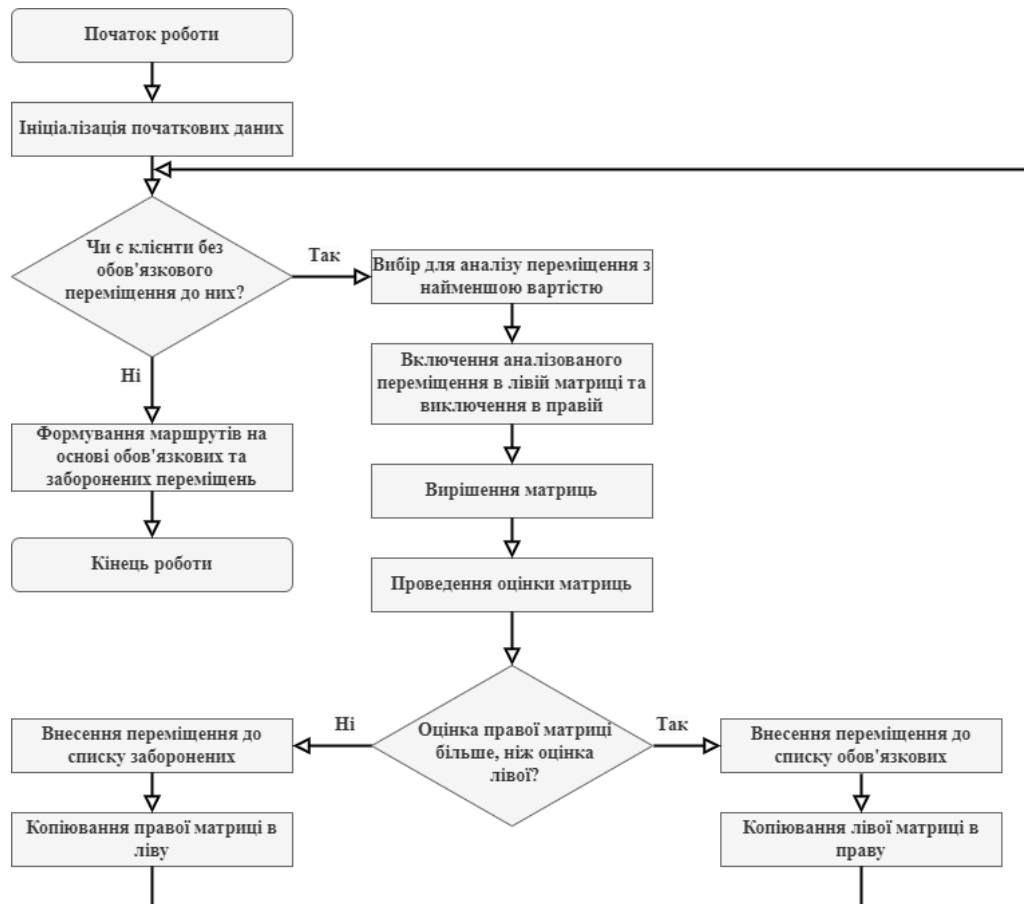 Початок роботи
Ініціалізація початкових даних
Чи є клієнти без
обов'язкового
переміщення до них?
Так
Вибір для аналізу переміщення з
найменшою вартістю
Включення аналізованого
переміщення в лівій матриці та
виключення в правій
Ні
Формування маршрутів на
основі обов'язкових та
заборонених переміщень
Вирішення матриць
Кінець роботи
Проведення оцінки матриць
Оцінка правої матриці
більше, ніж оцінка
лівої?
Ні
Внесення переміщення до
списку заборонених
Копіювання правої матриці в
ліву
Так
Внесення переміщення до
списку обов'язкових
Копіювання лівої матриці в
праву